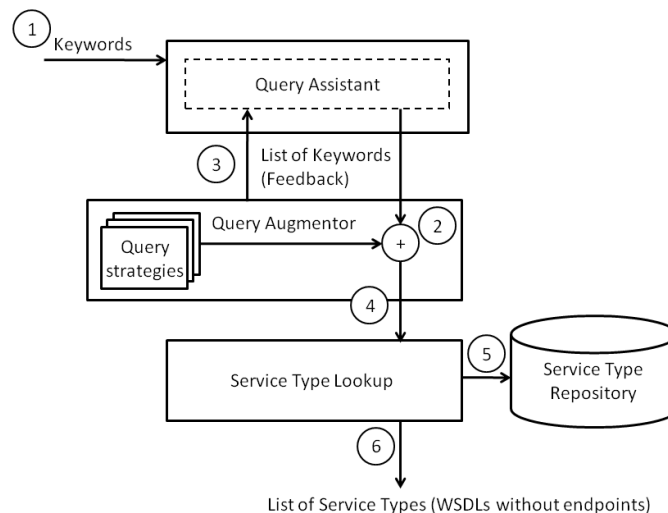 1
Keywords
Query Assistant
3
List of Keywords
(Feedback)
2
Query Augmentor
+
Query
strategies
4
5
Service Type Lookup
Service Type
Repository
6
List of Service Types (WSDLs without endpoints)